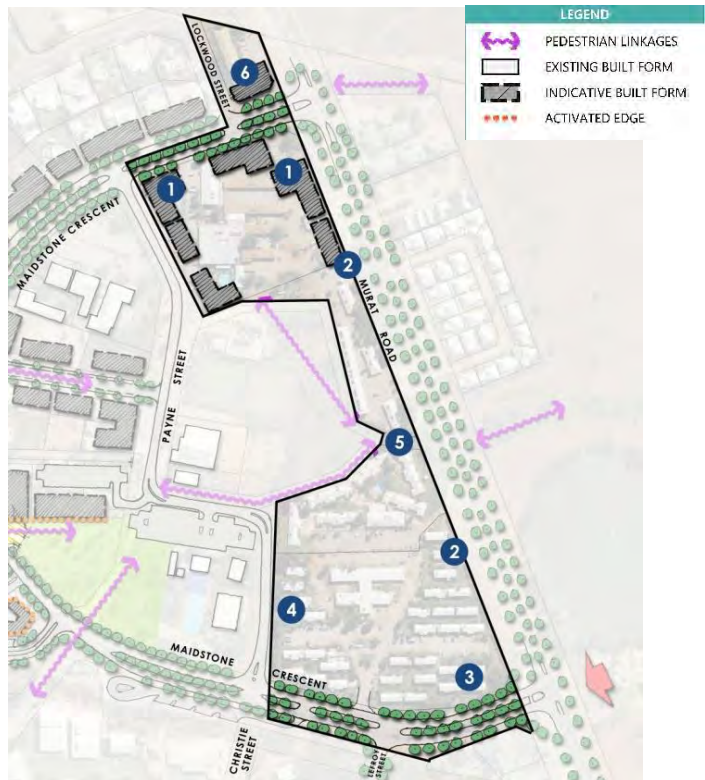 LEGEND
PEDESTRIAN LINKAGES
EXISTING BUILT FORM
INDICATIVE BUILT FORM
ACTIVATED EDGE
LOCKWOOD STREET
6
1
1
MAIDSTONE CRESCENT
2
MURAT ROAD
PAYNE STREET
5
2
4
MAIDSTONE
CRESCENT
3
CHRISTIE
STREET
LEFROY
STREET